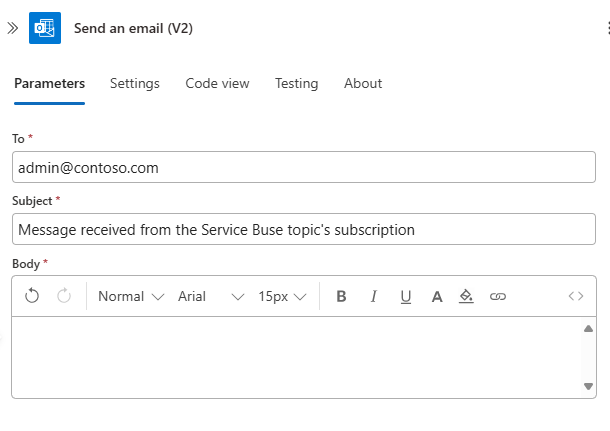 Send an email (V2)
Parameters Settings Code view Testing About
To *
admin@contoso.com
Subject *
Message received from the Service Buse topic's subscription
Body *
Normal Arial 15px B I U A